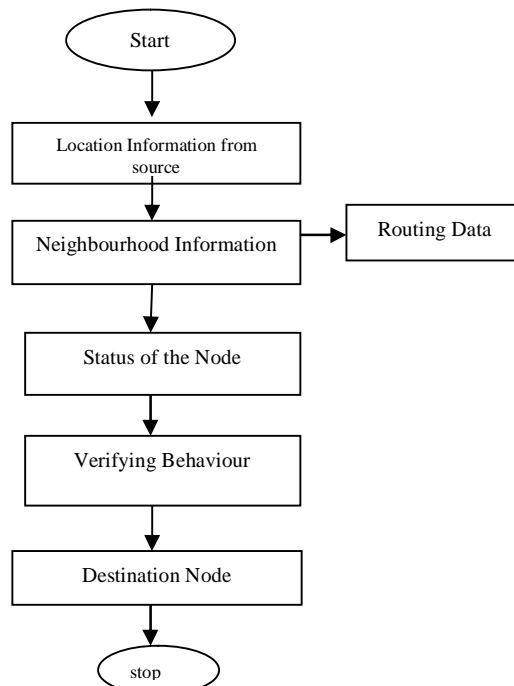 Start
Location Information from
source
Neighbourhood Information
Routing Data
Status of the Node
Verifying Behaviour
Destination Node
stop